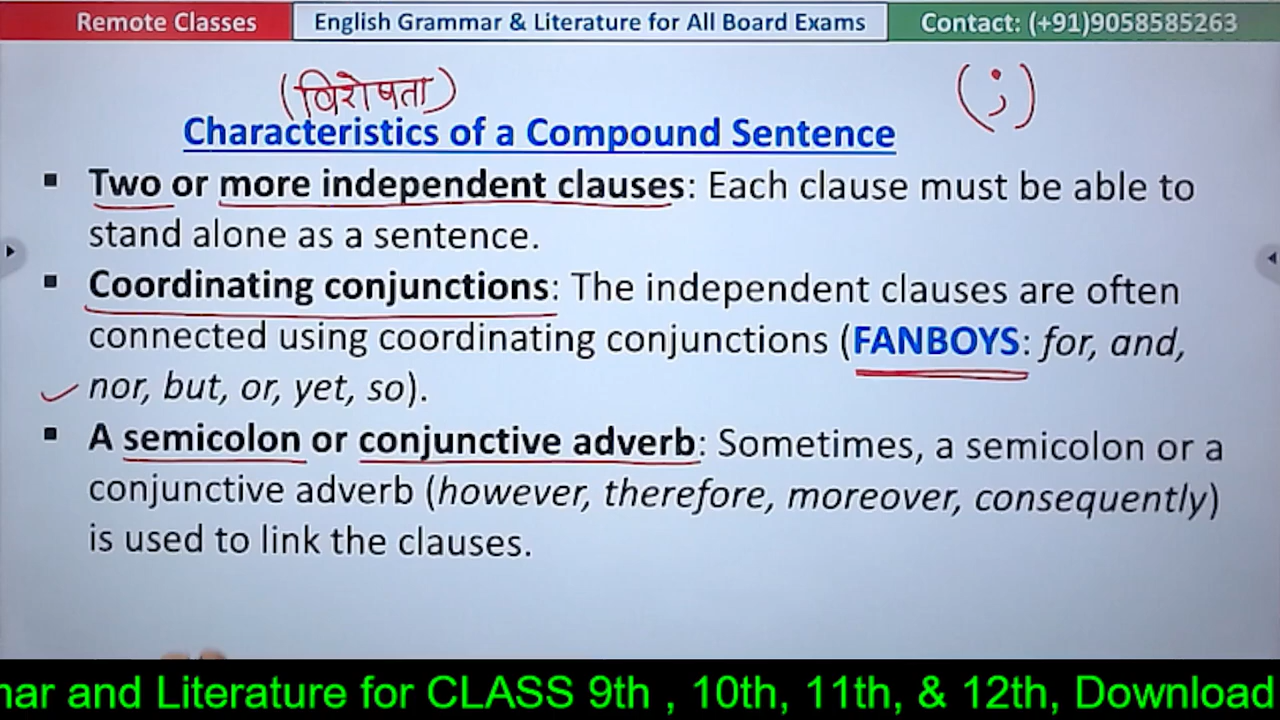 Remote Classes English Grammar & Literature for All Board Exams Contact: (+91)9058585263
(विशेषता) (;)
Characteristics of a Compound Sentence
▪ Two or more independent clauses: Each clause must be able to
stand alone as a sentence.
▪ Coordinating conjunctions: The independent clauses are often
connected using coordinating conjunctions (FANBOYS: for, and,
nor, but, or, yet, so).
▪ A semicolon or conjunctive adverb: Sometimes, a semicolon or a
conjunctive adverb (however, therefore, moreover, consequently)
is used to link the clauses.
nar and Literature for CLASS 9th , 10th, 11th, & 12th, Download